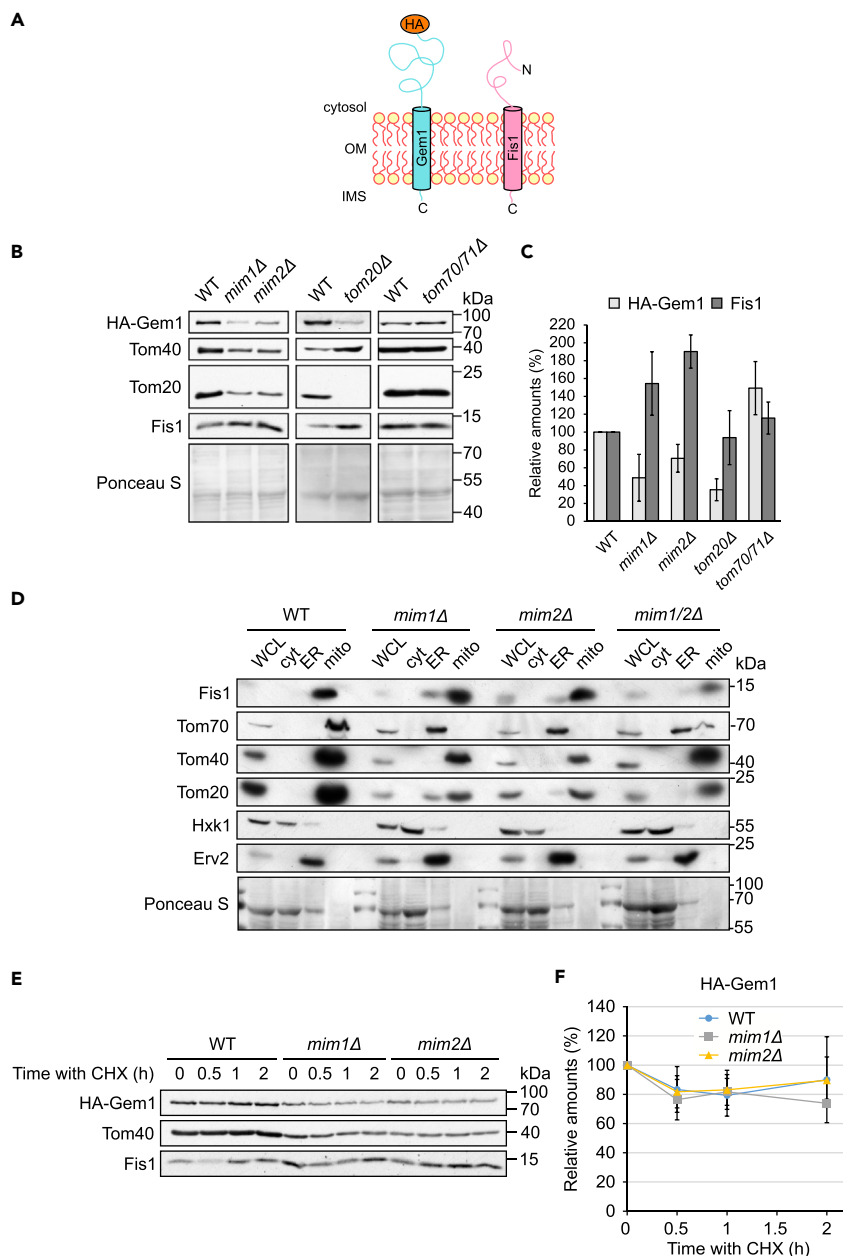 A
HA
N
cytosol
OM
IMS
Gem1
Fis1
C
C
B
WT
mim1Δ
mim2Δ
WT
tom20Δ
WT
tom70/71Δ
kDa
HA-Gem1
100
70
Tom40
40
25
Tom20
15
Fis1
70
Ponceau S
55
40
C
HA-Gem1
Fis1
Relative amounts (%)
220
200
180
160
140
120
100
80
60
40
20
0
WT
mim1Δ
mim2Δ
tom20Δ
tom70/71Δ
D
WT mim1Δ mim2Δ mim1/2Δ
WCL cyt ER mito WCL cyt ER mito WCL cyt ER mito WCL cyt ER mito
kDa
Fis1 15
Tom70 70
Tom40 40
25
Tom20
Hxk1 55
25
Erv2
100
Ponceau S 70
55
E
WT mim1Δ mim2Δ
Time with CHX (h) 0 0.5 1 2 0 0.5 1 2 0 0.5 1 2 kDa
HA-Gem1 100
70
Tom40 40
Fis1 15
F
HA-Gem1
WT
mim1Δ
mim2Δ
Relative amounts (%)
140
120
100
80
60
40
20
0
0 0.5 1 2
Time with CHX (h)